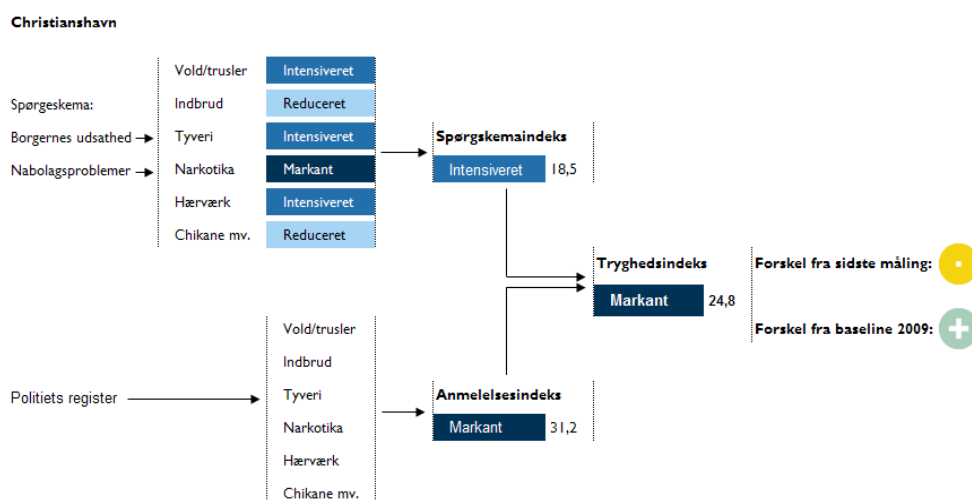 Christianshavn
Vold/trusler Intensiveret
Spørgeskema: Indbrud Reduceret
Borgernes udsathed Tyveri Intensiveret
Spørgskemaindeks
Nabolagsproblemer Narkotika Markant
Intensiveret 18,5
Hærværk Intensiveret
Chikane mv. Reduceret
Tryghedsindeks
Forskel fra sidste måling:
Markant 24,8
Forskel fra baseline 2009:
Vold/trusler
Indbrud
Politiets register
Tyveri
Anmelelsesindeks
Narkotika
Markant 31,2
Hærværk
Chikane mv.